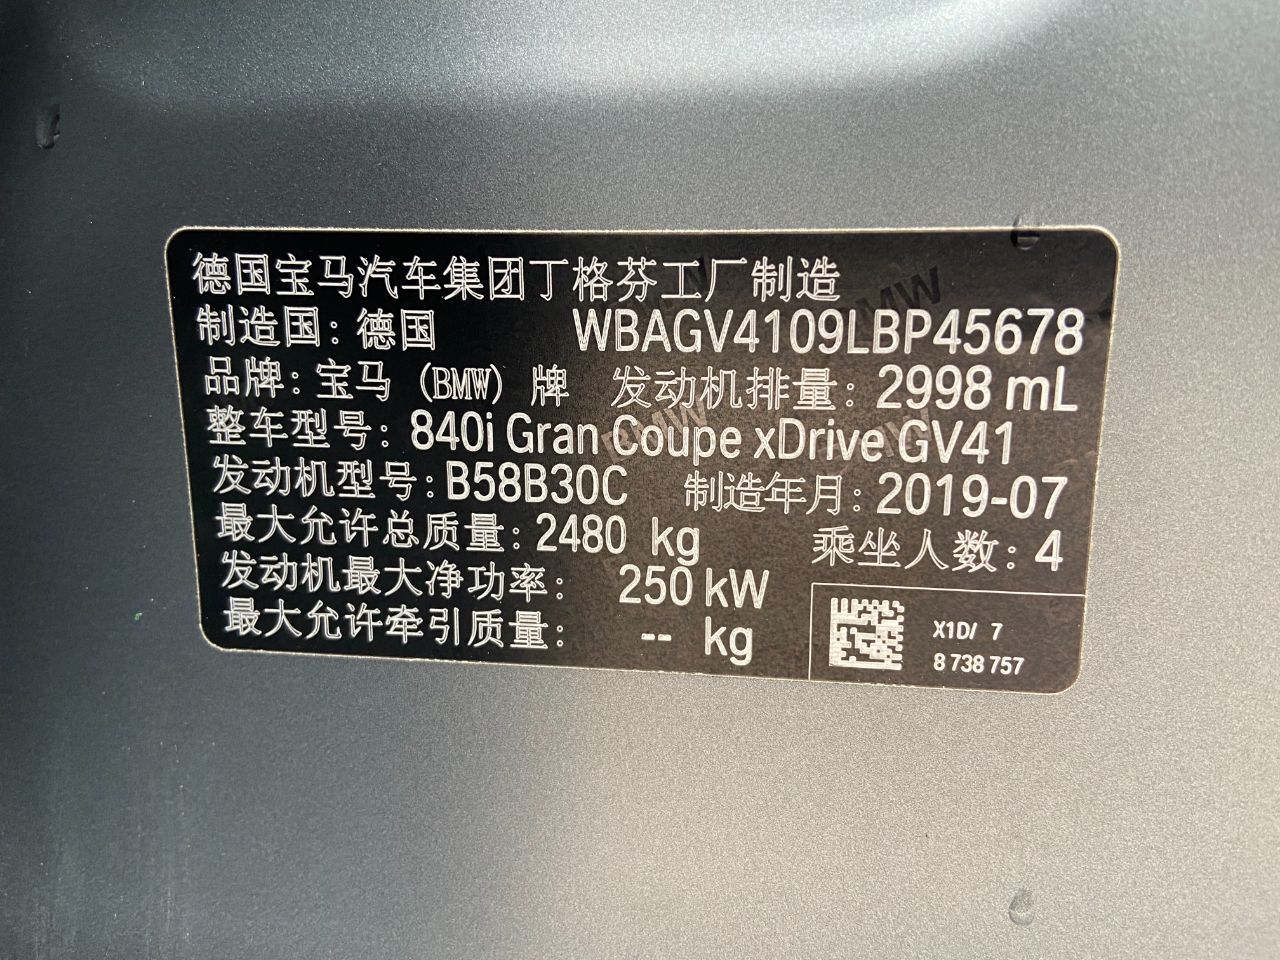 德国宝马汽车集团丁格芬工厂制造
制造国：德国 WBAGV4109LBP45678
品牌：宝马 (BMW) 牌 发动机排量：2998 mL
整车型号：840i Gran Coupe xDrive GV41
发动机型号：B58B30C 制造年月：2019-07
最大允许总质量：2480 kg 乘坐人数：4
发动机最大净功率： 250 kW
最大允许牵引质量： -- kg
X1D/ 7
8 738 757